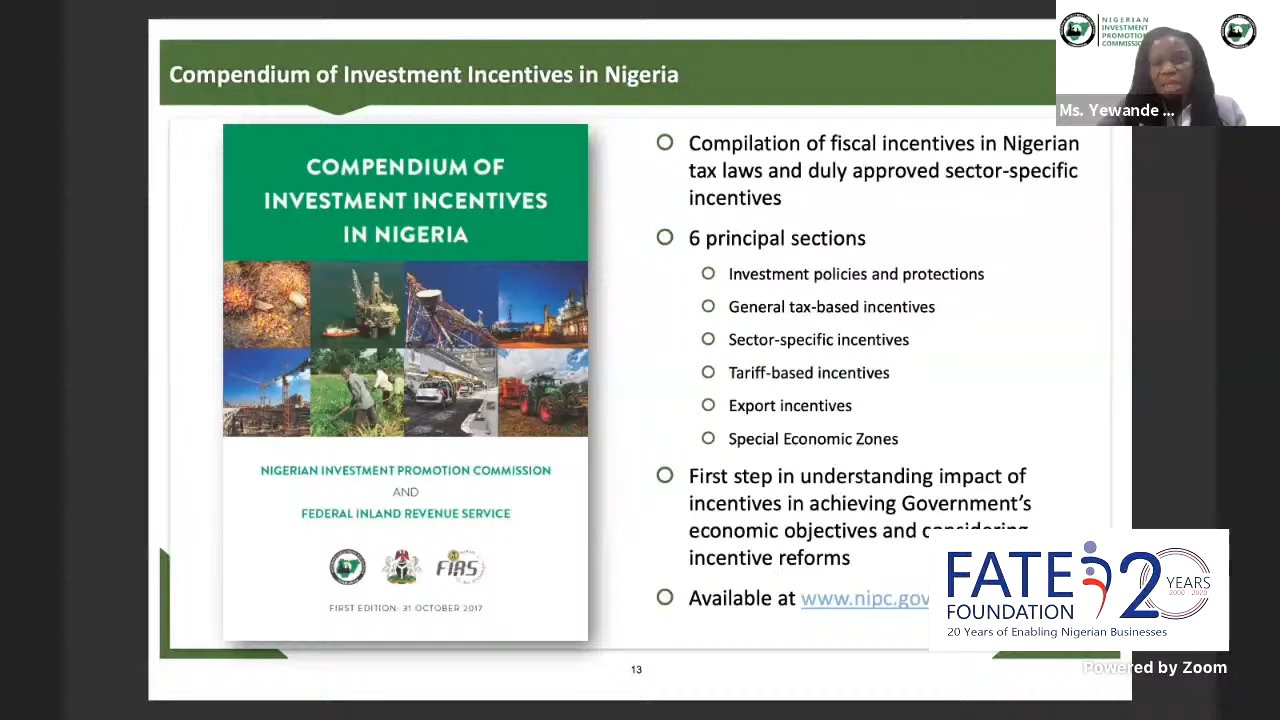 Compendium of Investment Incentives in Nigeria
NIGERIAN
INVESTMENT
PROMOTION
COMMISSION
Ms. Yewande ...
COMPENDIUM OF
INVESTMENT INCENTIVES
IN NIGERIA
NIGERIAN INVESTMENT PROMOTION COMMISSION
AND
FEDERAL INLAND REVENUE SERVICE
FIRS
FIRST EDITION: 31 OCTOBER 2017
Compilation of fiscal incentives in Nigerian
tax laws and duly approved sector-specific
incentives
6 principal sections
Investment policies and protections
General tax-based incentives
Sector-specific incentives
Tariff-based incentives
Export incentives
Special Economic Zones
First step in understanding impact of
incentives in achieving Government's
economic objectives and considering
incentive reforms
Available at www.nipc.gov
FATE
FOUNDATION
20 YEARS
2000 - 2020
20 Years of Enabling Nigerian Businesses
13
Powered by Zoom